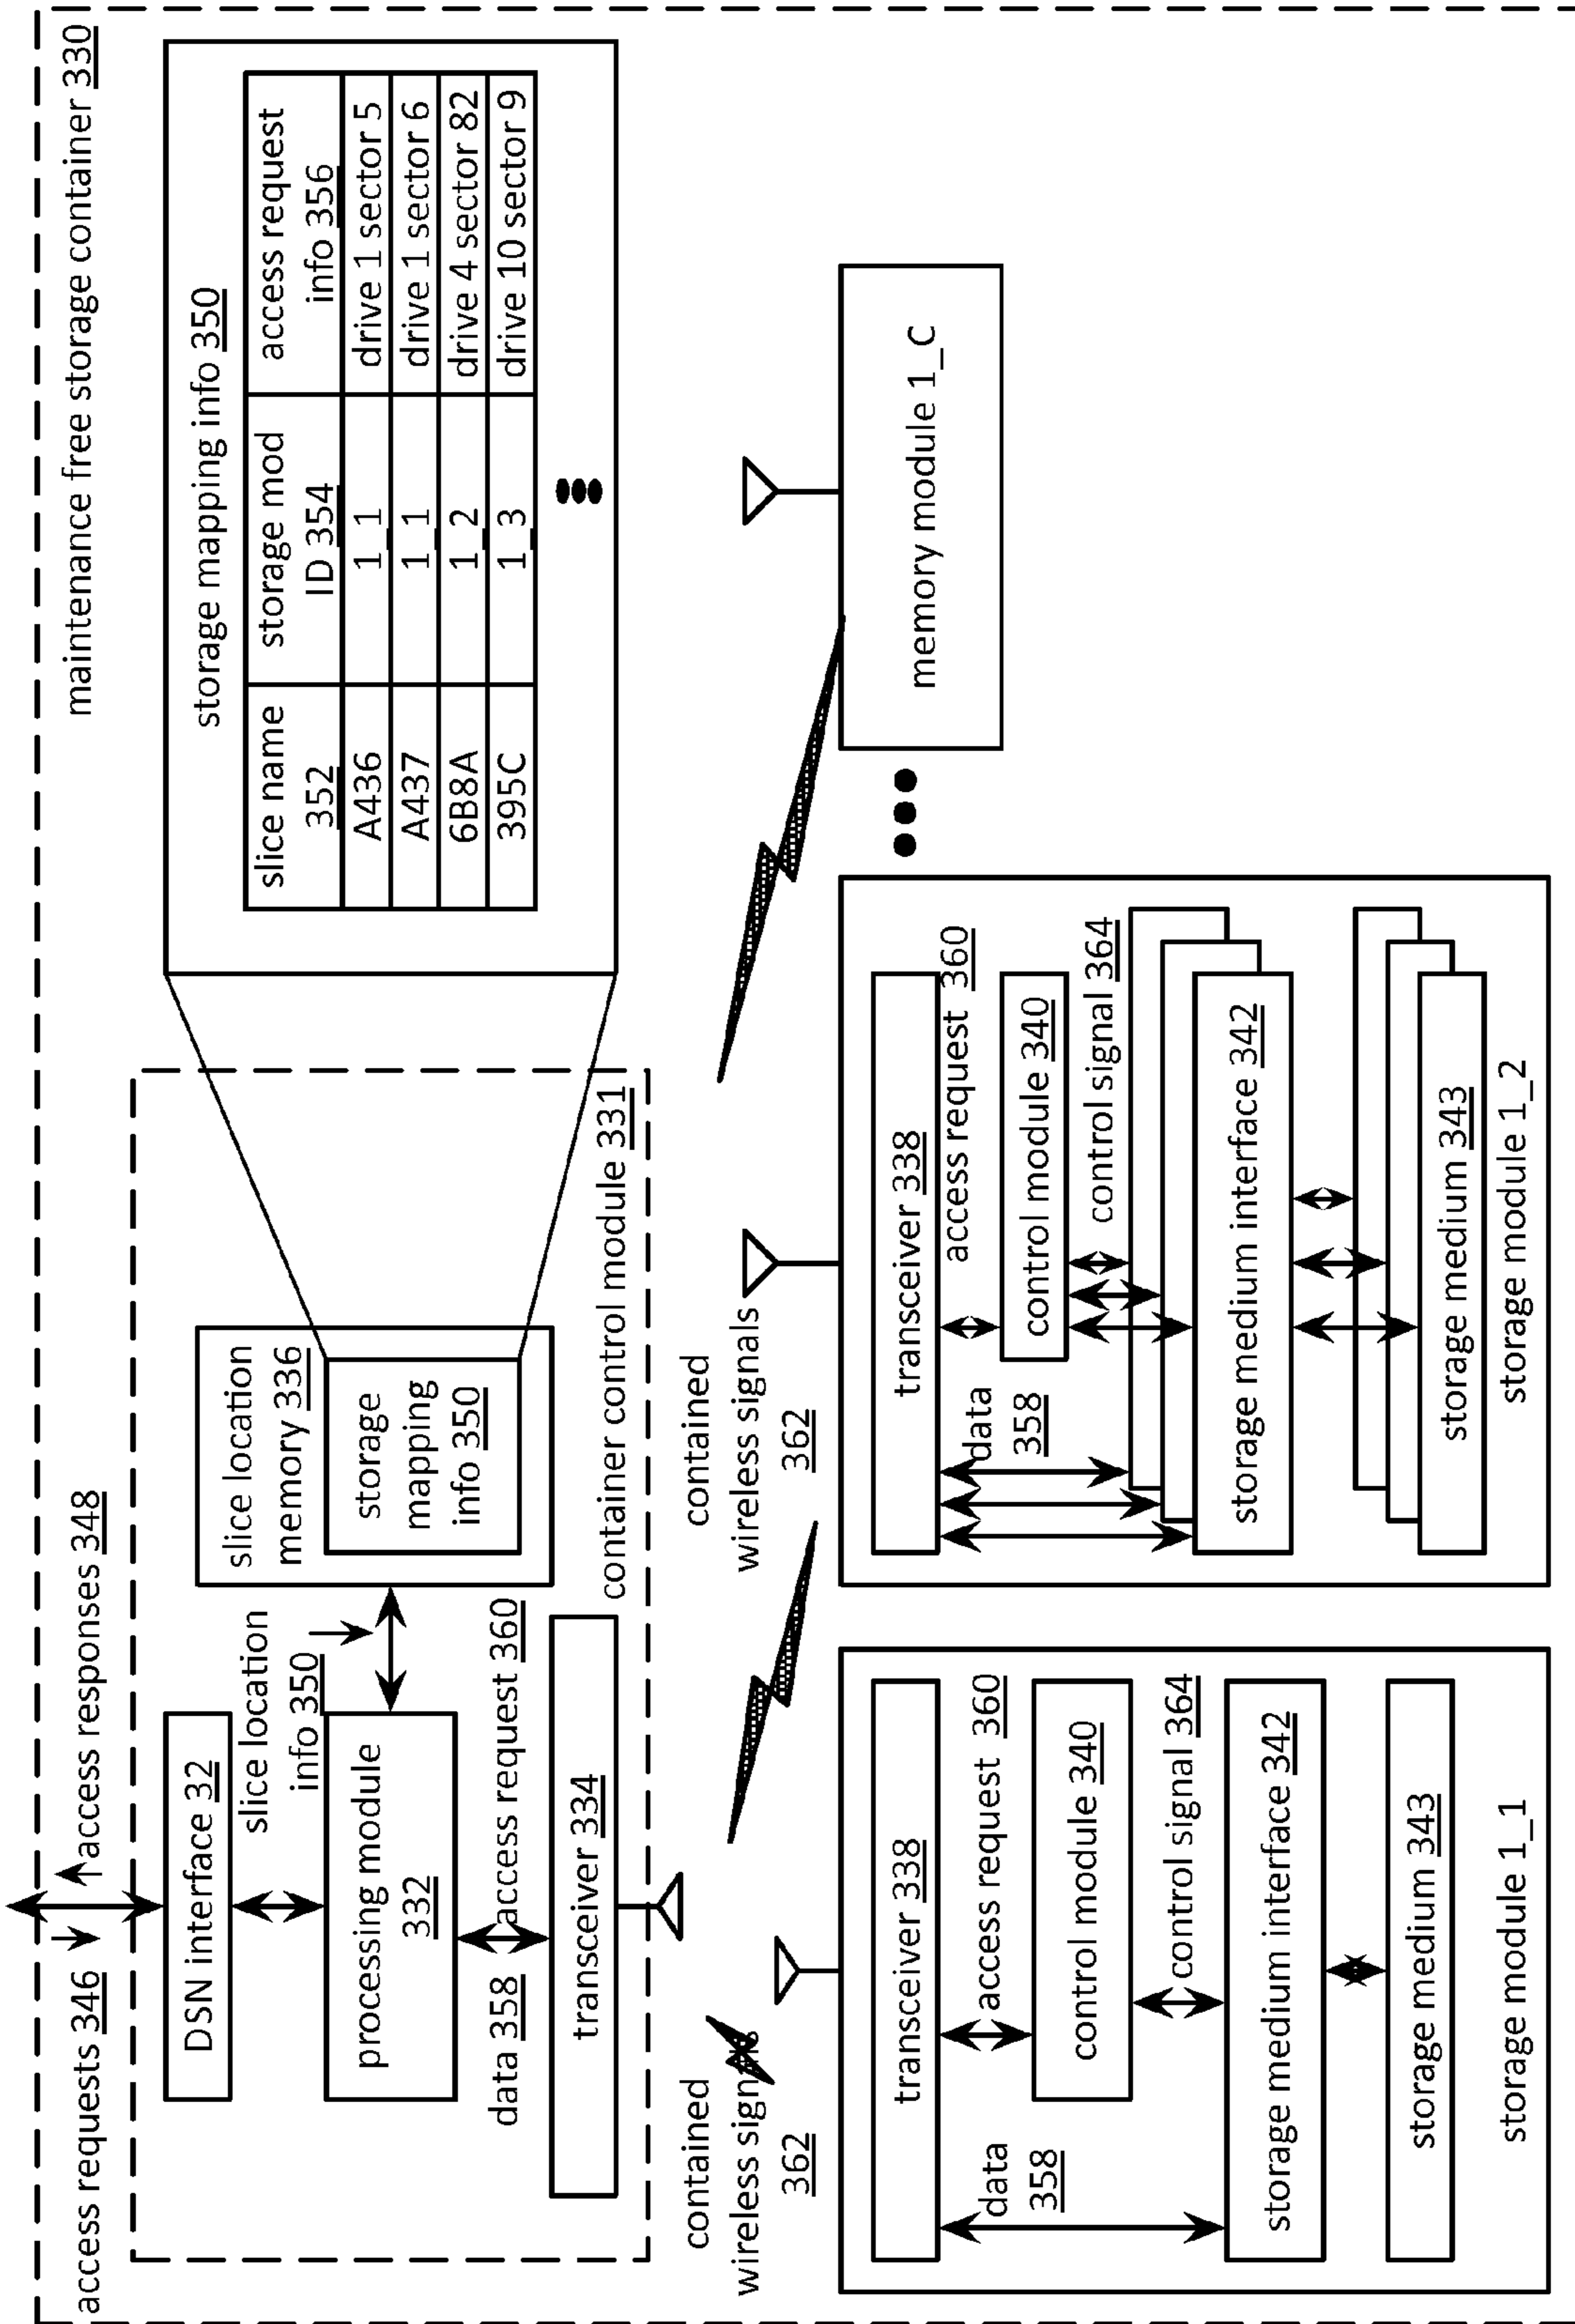 maintenance free storage container 330
access requests 346
access responses 348
DSN interface 32
slice location
info 350
processing module
332
data 358
access request 360
transceiver 334
slice location
memory 336
storage
mapping
info 350
container control module 331
storage mapping info 350
slice name
352
storage mod
ID 354
access request
info 356
A436
1_1
drive 1 sector 5
A437
1_1
drive 1 sector 6
6B8A
1_2
drive 4 sector 82
395C
1_3
drive 10 sector 9
contained
wireless signals
362
contained
wireless signals
362
transceiver 338
access request 360
data
358
control module 340
control signal 364
storage medium interface 342
storage medium 343
storage module 1_1
transceiver 338
access request 360
data
358
control module 340
control signal 364
storage medium interface 342
storage medium 343
storage module 1_2
memory module 1_C